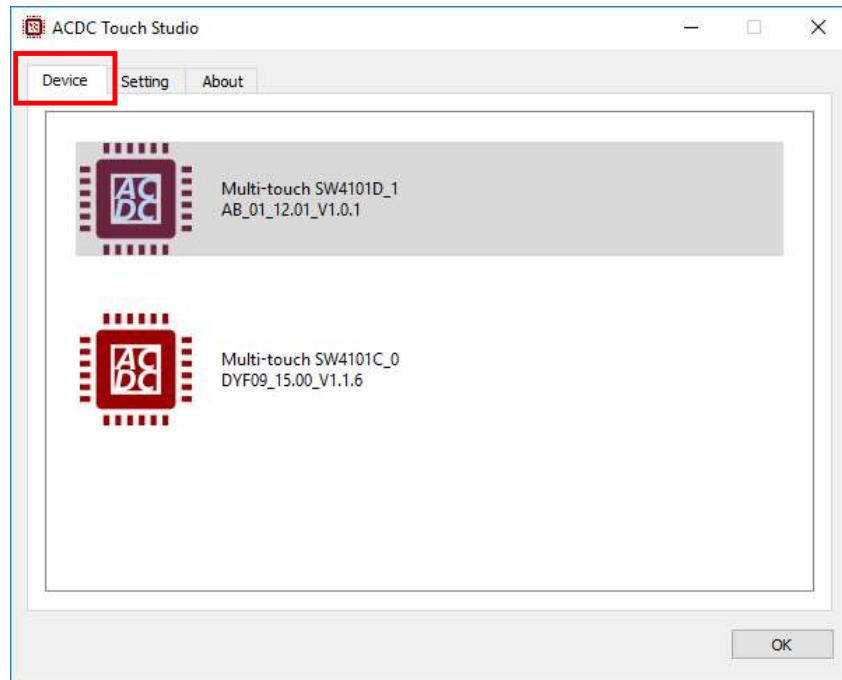 ACDC Touch Studio
Device Setting About
AC
DC
Multi-touch SW4101D_1
AB_01_12.01_V1.0.1
AC
DC
Multi-touch SW4101C_0
DYF09_15.00_V1.1.6
OK